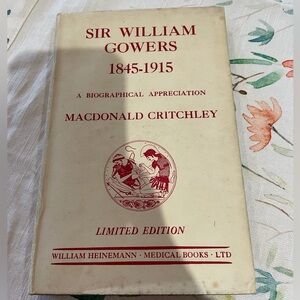 SIR WILLIAM
GOWERS
1845-1915
A BIOGRAPHICAL APPRECIATION
MACDONALD CRITCHLEY
LIMITED EDITION
WILLIAM HEINEMANN · MEDICAL BOOKS · LTD